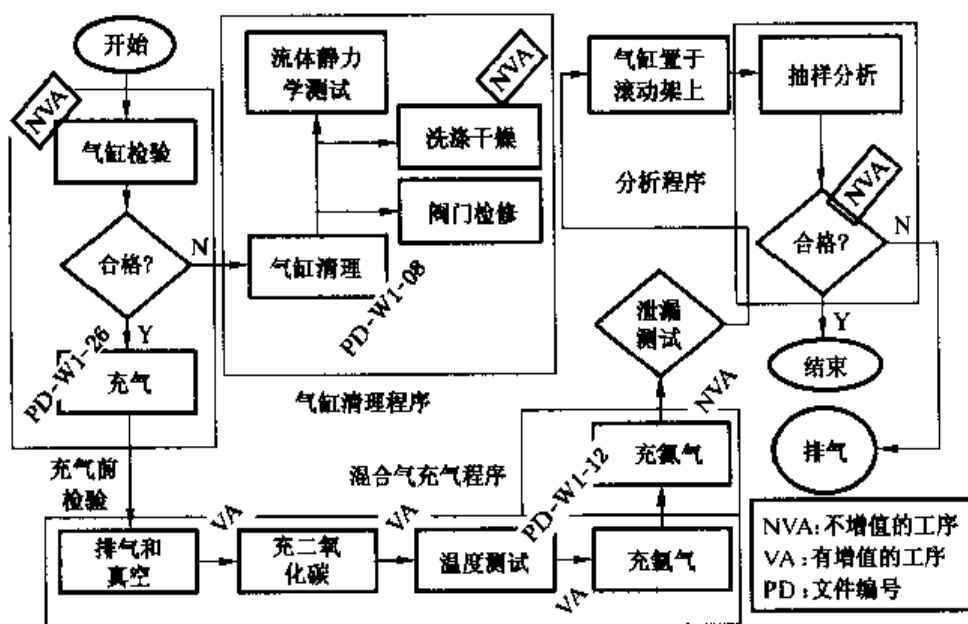 开始
NVA
气缸检验
合格?
N
Y
PD-W1-26
充气
充气前
检验
流体静力
学测试
NVA
洗涤干燥
阀门检修
气缸清理
PD-W1-08
气缸清理程序
气缸置于
滚动架上
抽样分析
分析程序
NVA
合格?
N
Y
结束
排气
泄漏
测试
NVA
充氮气
混合气充气程序
PD-W1-12
VA
VA
排气和
真空
充二氧
化碳
温度测试
VA
NVA:不增值的工序
VA:有增值的工序
PD:文件编号